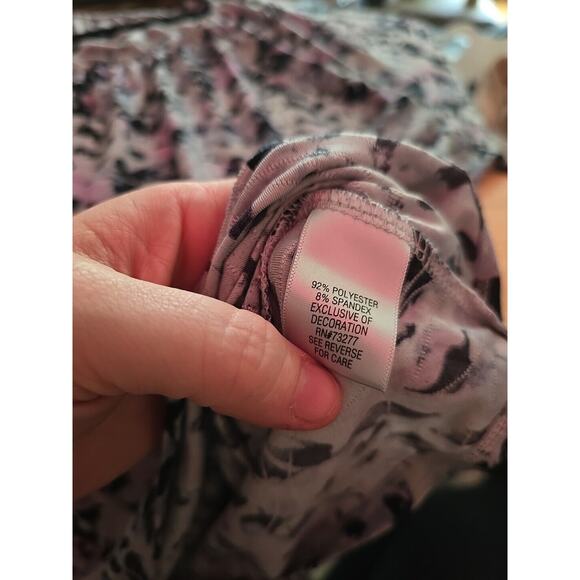 92% POLYESTER
8% SPANDEX
EXCLUSIVE OF
DECORATION
RN#73277
SEE REVERSE
FOR CARE